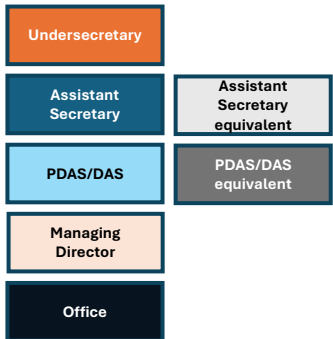 Undersecretary
Assistant
Secretary
Assistant
Secretary
equivalent
PDAS/DAS
PDAS/DAS
equivalent
Managing
Director
Office